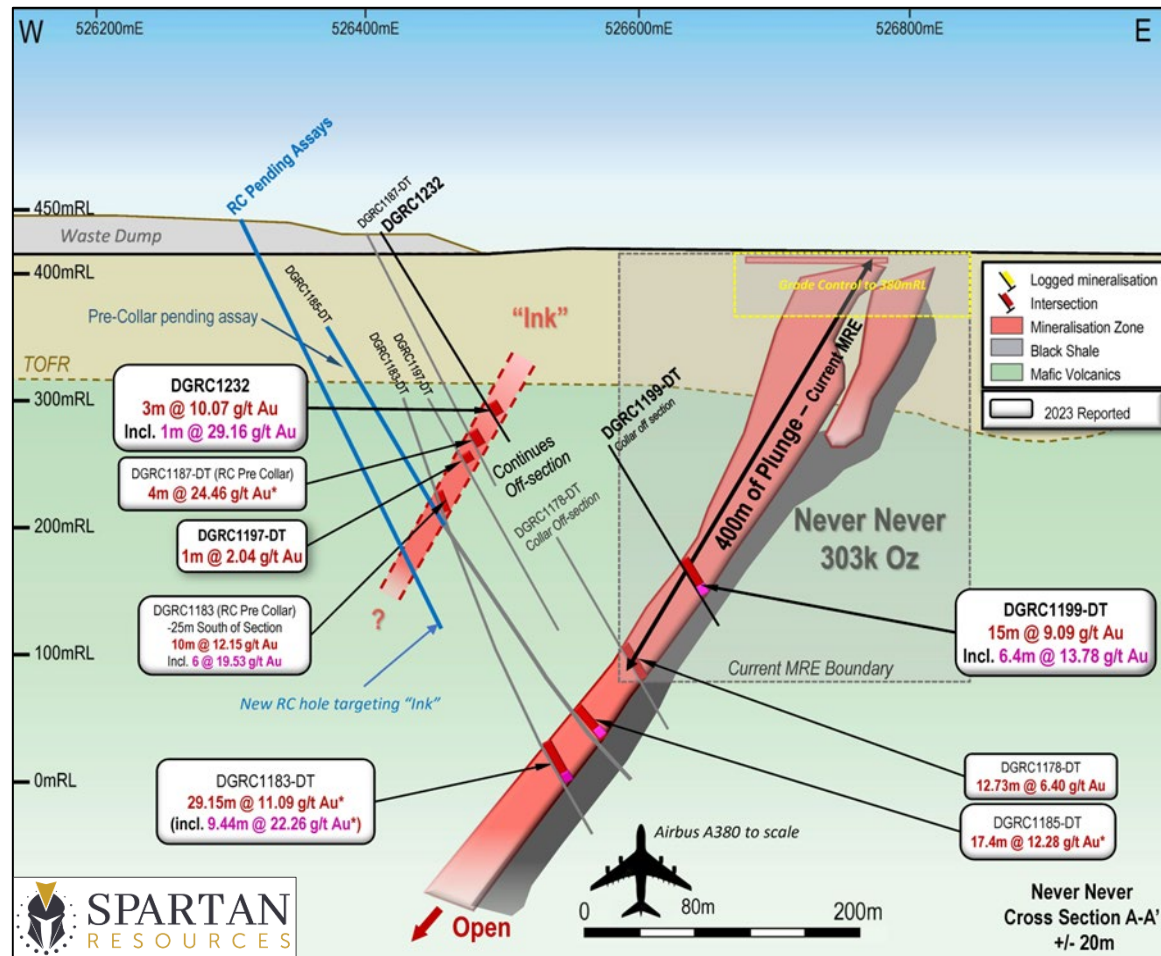 W
526200mE
526400mE
526600mE
526800mE
E
RC Pending Assays
DGRC1187-DT
DGRC1232
450mRL
Waste Dump
400mRL
Grade Control to 380mRL
Logged mineralisation
Intersection
Mineralisation Zone
Black Shale
Mafic Volcanics
2023 Reported
DGRC1185-DT
Pre-Collar pending assay
"Ink"
DGRC1197-DT
DGRC1183-DT
TOFR
300mRL
DGRC1232
3m @ 10.07 g/t Au
Incl. 1m @ 29.16 g/t Au
DGRC1199-DT
Collar off section
400m of Plunge – Current MRE
Continues
Off-section
DGRC1187-DT (RC Pre Collar)
4m @ 24.46 g/t Au*
DGRC1178-DT
Collar Off-section
200mRL
DGRC1197-DT
1m @ 2.04 g/t Au
Never Never
303k Oz
DGRC1183 (RC Pre Collar)
-25m South of Section
10m @ 12.15 g/t Au
Incl. 6 @ 19.53 g/t Au
?
DGRC1199-DT
15m @ 9.09 g/t Au
Incl. 6.4m @ 13.78 g/t Au
100mRL
Current MRE Boundary
New RC hole targeting "Ink"
0mRL
DGRC1183-DT
29.15m @ 11.09 g/t Au*
(incl. 9.44m @ 22.26 g/t Au*)
DGRC1178-DT
12.73m @ 6.40 g/t Au
DGRC1185-DT
17.4m @ 12.28 g/t Au*
Airbus A380 to scale
0
80m
200m
Open
SPARTAN
RESOURCES
Never Never
Cross Section A-A'
+/- 20m